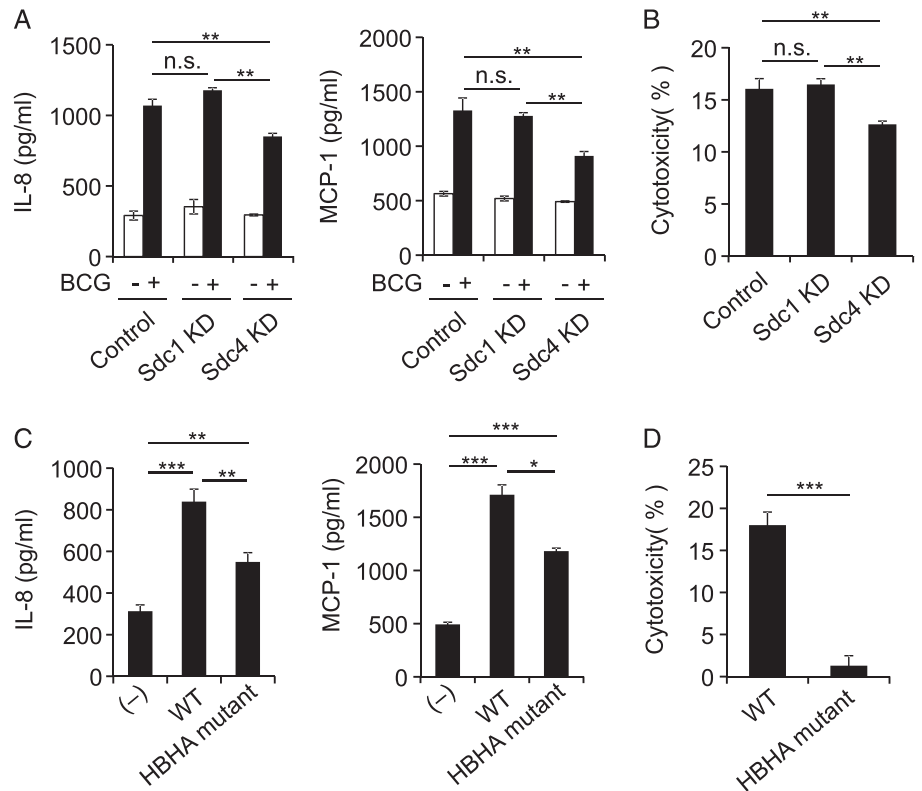 A
IL-8 (pg/ml)
1500
1000
500
0
**
n.s.
**
BCG
- +
- +
- +
Control
Sdc1 KD
Sdc4 KD
MCP-1 (pg/ml)
2000
1500
1000
500
0
**
n.s.
**
- +
- +
- +
Control
Sdc1 KD
Sdc4 KD
B
Cytotoxicity( % )
20
15
10
5
0
**
n.s.
**
Control
Sdc1 KD
Sdc4 KD
C
IL-8 (pg/ml)
1000
800
600
400
200
0
**
***
**
(–)
WT
HBHA mutant
MCP-1 (pg/ml)
2000
1500
1000
500
0
***
***
*
(–)
WT
HBHA mutant
D
Cytotoxicity( % )
25
20
15
10
5
0
***
WT
HBHA mutant